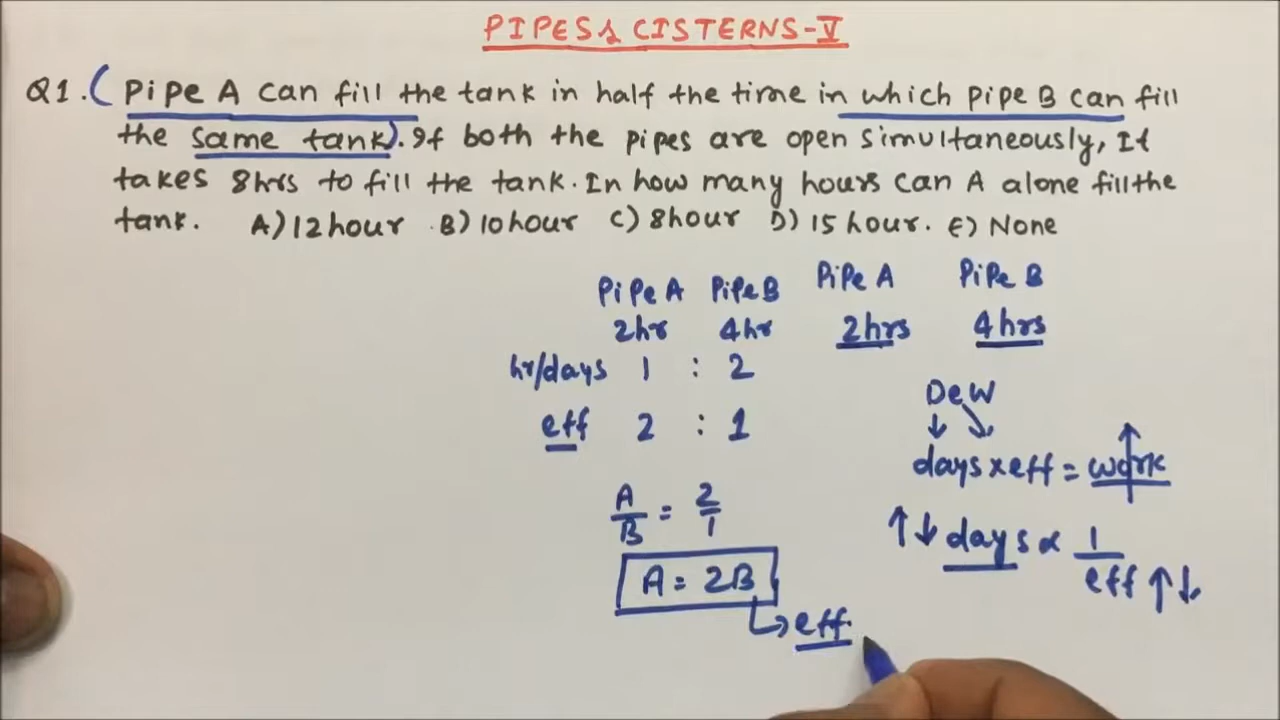 PIPES & CISTERNS-V
Q1. (Pipe A can fill the tank in half the time in which pipe B can fill
the same tank). If both the pipes are open simultaneously, It
takes 8hrs to fill the tank. In how many hours can A alone fill the
tank. A) 12 hour B) 10 hour C) 8 hour D) 15 hour. E) None
Pipe A Pipe B Pipe A Pipe B
2hr 4hr 2hrs 4hrs
hr/days 1 : 2
DeW
eff 2 : 1
days x eff = work
A/B = 2/1
days ∝ 1/eff
A = 2B
eff.